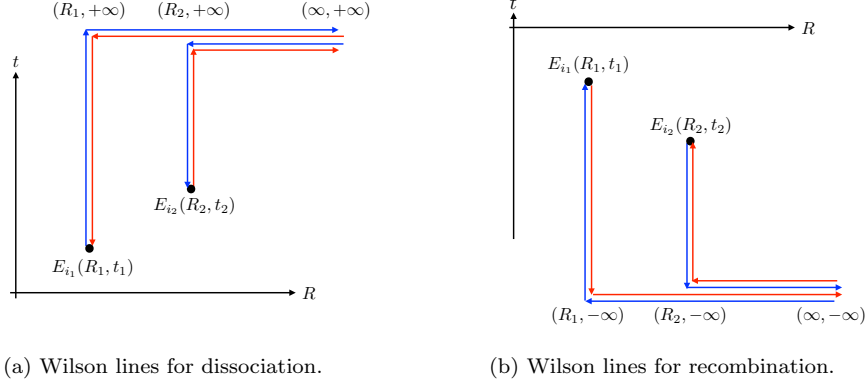 (R₁, +∞) (R₂, +∞) (∞, +∞)
t
E_{i₂}(R₂, t₂)
E_{i₁}(R₁, t₁)
R
(a) Wilson lines for dissociation.
t
R
E_{i₁}(R₁, t₁)
E_{i₂}(R₂, t₂)
(R₁, −∞) (R₂, −∞) (∞, −∞)
(b) Wilson lines for recombination.